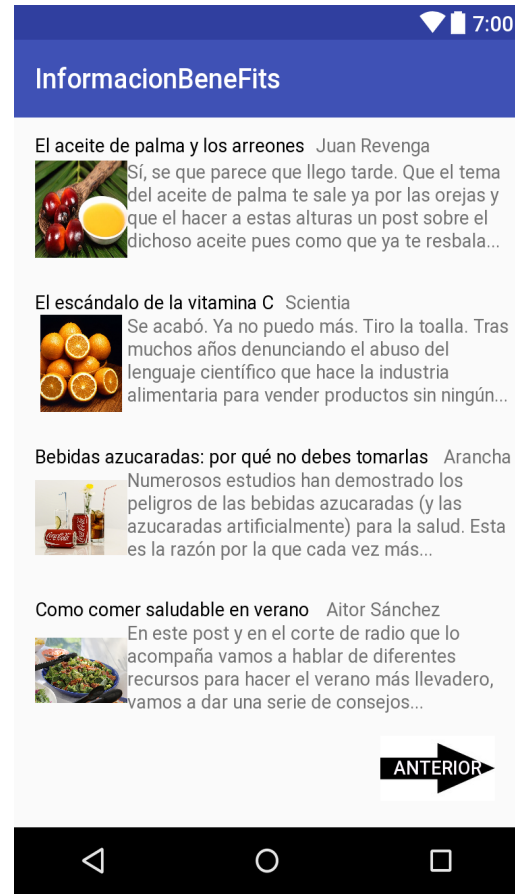 7:00
InformacionBeneFits
El aceite de palma y los arreones Juan Revenga
Sí, se que parece que llego tarde. Que el tema
del aceite de palma te sale ya por las orejas y
que el hacer a estas alturas un post sobre el
dichoso aceite pues como que ya te resbala...
El escándalo de la vitamina C Scientia
Se acabó. Ya no puedo más. Tiro la toalla. Tras
muchos años denunciando el abuso del
lenguaje científico que hace la industria
alimentaria para vender productos sin ningún...
Bebidas azucaradas: por qué no debes tomarlas Arancha
Numerosos estudios han demostrado los
peligros de las bebidas azucaradas (y las
azucaradas artificialmente) para la salud. Esta
es la razón por la que cada vez más...
Coca-Cola
Coca-Cola
Como comer saludable en verano Aitor Sánchez
En este post y en el corte de radio que lo
acompaña vamos a hablar de diferentes
recursos para hacer el verano más llevadero,
vamos a dar una serie de consejos...
ANTERIOR